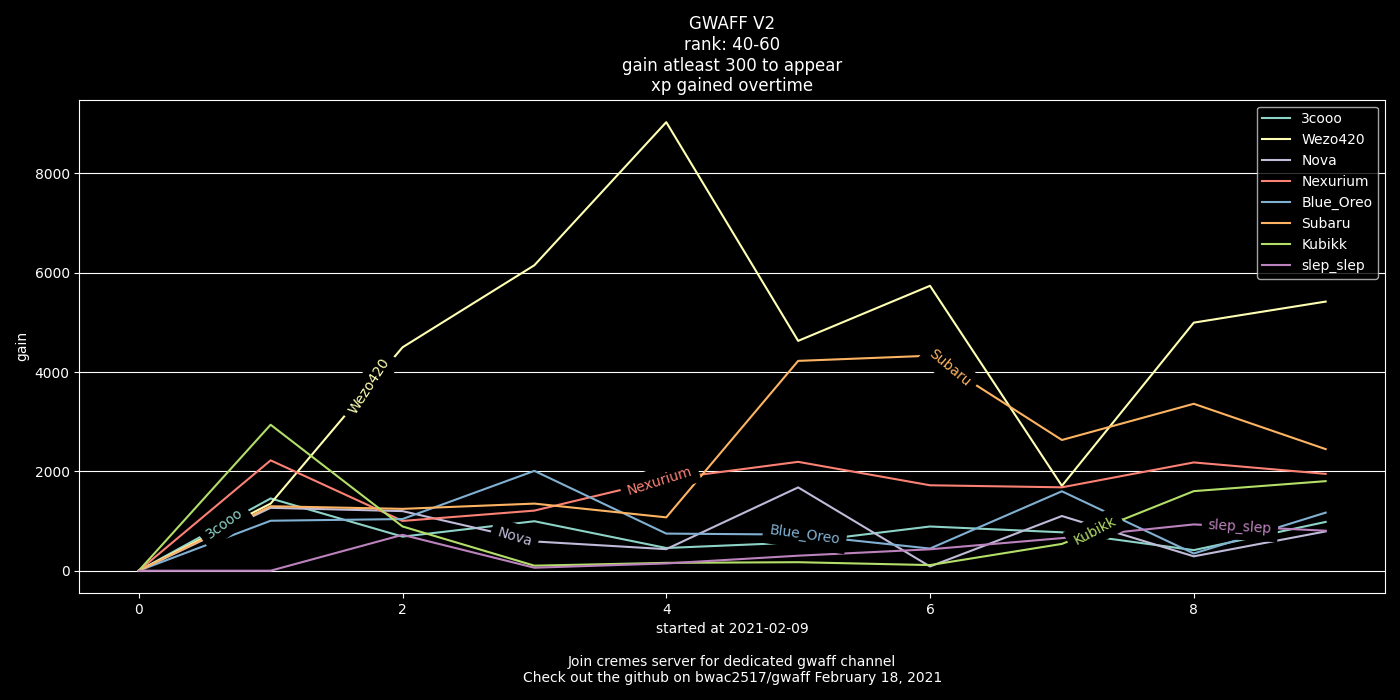 GWAFF V2
rank: 40-60
gain atleast 300 to appear
xp gained overtime
3cooo
Wezo420
Nova
Nexurium
Blue_Oreo
Subaru
Kubikk
slep_slep
8000
6000
4000
2000
0
gain
Wezo420
Subaru
Nexurium
3cooo
Nova
Blue_Oreo
Kubikk
slep_slep
0 2 4 6 8
started at 2021-02-09
Join cremes server for dedicated gwaff channel
Check out the github on bwac2517/gwaff February 18, 2021